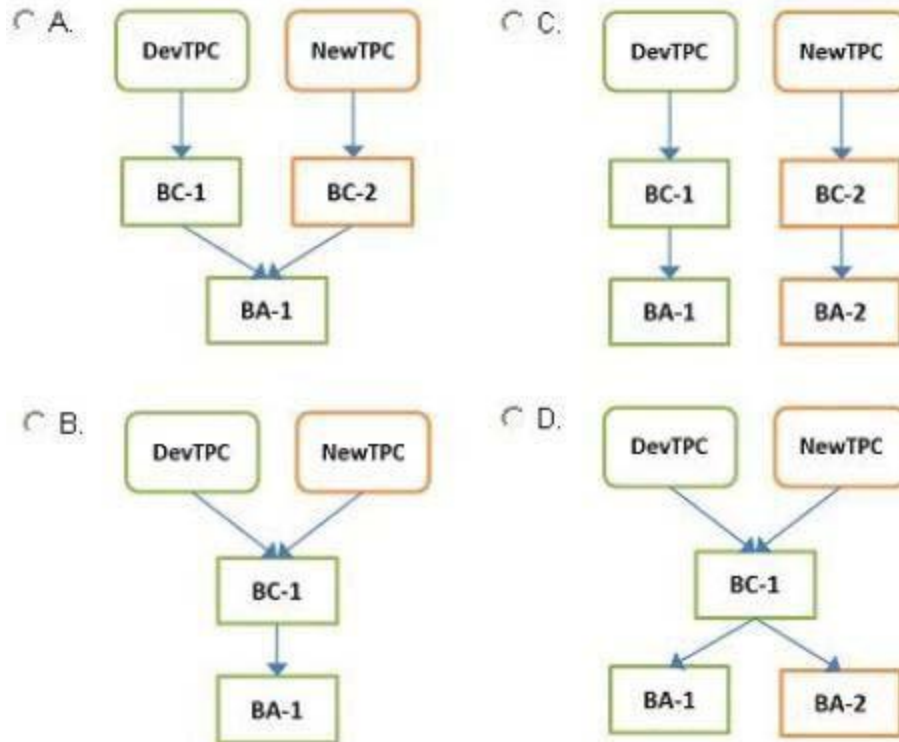 A.
DevTPC
NewTPC
BC-1
BC-2
BA-1
C.
DevTPC
NewTPC
BC-1
BC-2
BA-1
BA-2
B.
DevTPC
NewTPC
BC-1
BA-1
D.
DevTPC
NewTPC
BC-1
BA-1
BA-2